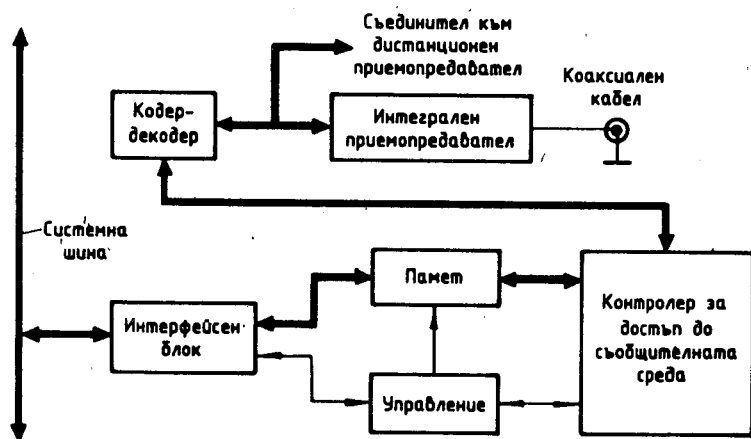 Съединител към
дистанционен
приемопредавател
Коаксиален
кабел
Кодер-
декодер
Интегрален
приемопредавател
Системна
шина
Памет
Интерфейсен
блок
Контролер за
достъп до
съобщителната
среда
Управление